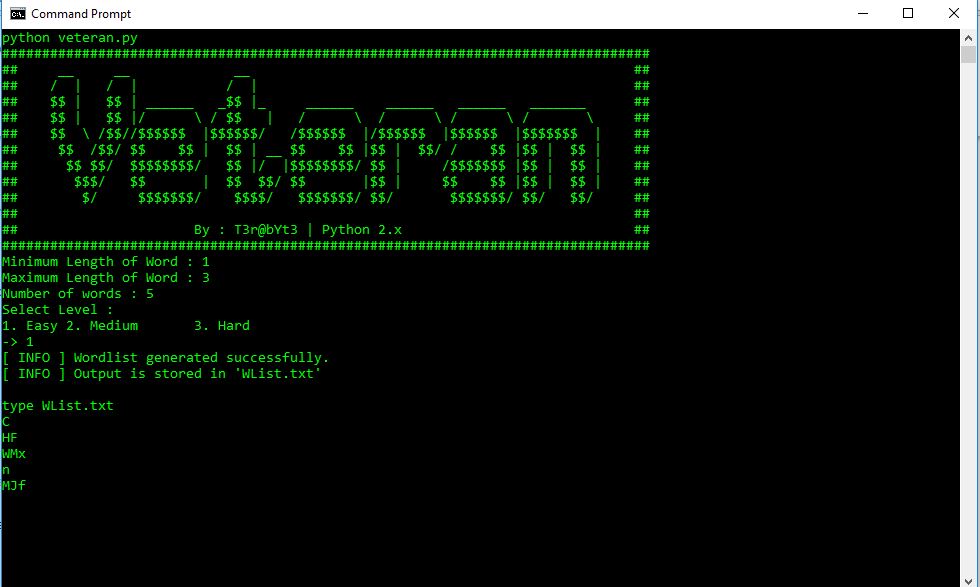 Command Prompt
python veteran.py
#################################################################################
##      __     __             __                                                ##
##     /  |   /  |           /  |                                               ##
##     $$ |   $$ | ______   _$$ |_     ______    ______   ______   _______      ##
##     $$ |   $$ |/      \ / $$   |   /      \  /      \ /      \ /       \     ##
##     $$  \ /$$//$$$$$$  |$$$$$$/   /$$$$$$  |/$$$$$$  |$$$$$$  |$$$$$$$  |    ##
##      $$  /$$/ $$    $$ |  $$ | __ $$    $$ |$$ |  $$/ /    $$ |$$ |  $$ |    ##
##       $$ $$/  $$$$$$$$/   $$ |/  |$$$$$$$$/ $$ |     /$$$$$$$ |$$ |  $$ |    ##
##        $$$/   $$       |  $$  $$/ $$       |$$ |     $$    $$ |$$ |  $$ |    ##
##         $/     $$$$$$$/    $$$$/   $$$$$$$/ $$/       $$$$$$$/ $$/   $$/     ##
##                                                                              ##
##                      By : T3r@bYt3 | Python 2.x                              ##
#################################################################################
Minimum Length of Word : 1
Maximum Length of Word : 3
Number of words : 5
Select Level :
1. Easy 2. Medium       3. Hard
-> 1
[ INFO ] Wordlist generated successfully.
[ INFO ] Output is stored in 'WList.txt'
type WList.txt
C
HF
WMx
n
MJf